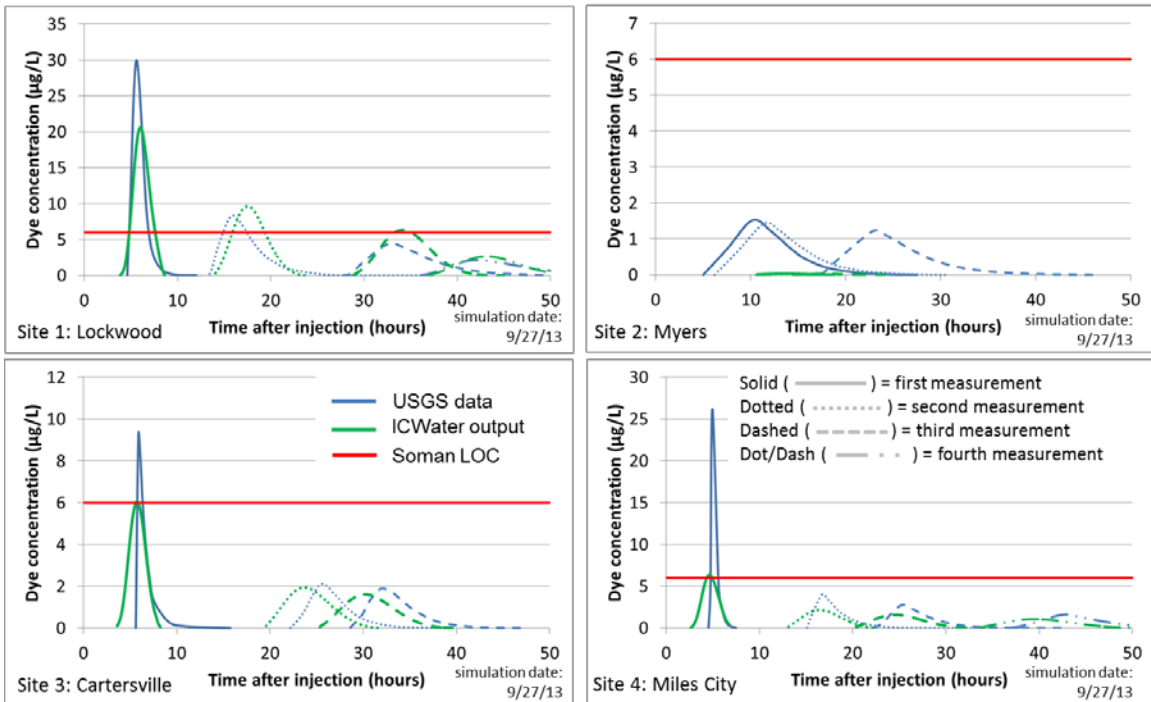 35
30
25
20
15
10
5
0
Dye concentration (µg/L)
0 10 20 30 40 50
Site 1: Lockwood
Time after injection (hours)
simulation date:
9/27/13
7
6
5
4
3
2
1
0
Dye concentration (µg/L)
0 10 20 30 40 50
Site 2: Myers
Time after injection (hours)
simulation date:
9/27/13
12
10
8
6
4
2
0
Dye concentration (µg/L)
USGS data
ICWater output
Soman LOC
0 10 20 30 40 50
Site 3: Cartersville
Time after injection (hours)
simulation date:
9/27/13
30
25
20
15
10
5
0
Dye concentration (µg/L)
Solid ( ) = first measurement
Dotted ( ) = second measurement
Dashed ( ) = third measurement
Dot/Dash ( ) = fourth measurement
0 10 20 30 40 50
Site 4: Miles City
Time after injection (hours)
simulation date:
9/27/13